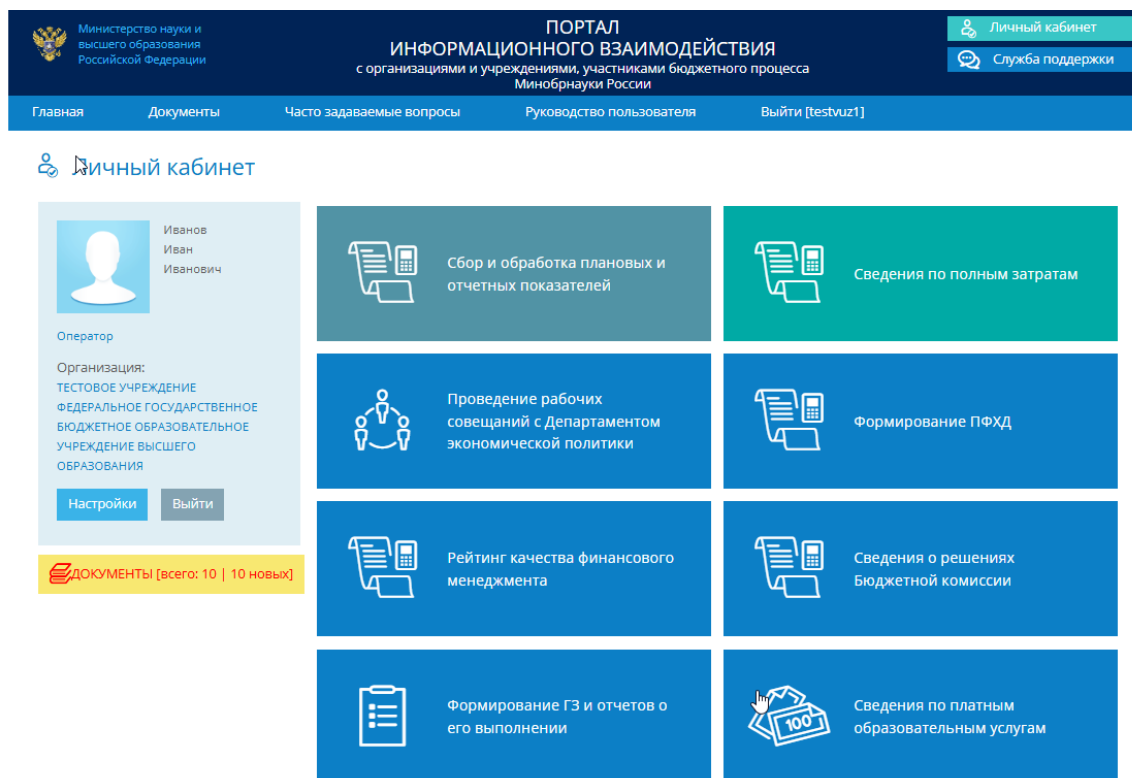 Министерство науки и
высшего образования
Российской Федерации
ПОРТАЛ
ИНФОРМАЦИОННОГО ВЗАИМОДЕЙСТВИЯ
с организациями и учреждениями, участниками бюджетного процесса
Минобрнауки России
Личный кабинет
Служба поддержки
Главная
Документы
Часто задаваемые вопросы
Руководство пользователя
Выйти [testvuz1]
Личный кабинет
Иванов
Иван
Иванович
Оператор
Организация:
ТЕСТОВОЕ УЧРЕЖДЕНИЕ
ФЕДЕРАЛЬНОЕ ГОСУДАРСТВЕННОЕ
БЮДЖЕТНОЕ ОБРАЗОВАТЕЛЬНОЕ
УЧРЕЖДЕНИЕ ВЫСШЕГО
ОБРАЗОВАНИЯ
Настройки
Выйти
ДОКУМЕНТЫ [всего: 10 | 10 новых]
Сбор и обработка плановых и
отчетных показателей
Сведения по полным затратам
Проведение рабочих
совещаний с Департаментом
экономической политики
Формирование ПФХД
Рейтинг качества финансового
менеджмента
Сведения о решениях
Бюджетной комиссии
Формирование ГЗ и отчетов о
его выполнении
100
Сведения по платным
образовательным услугам